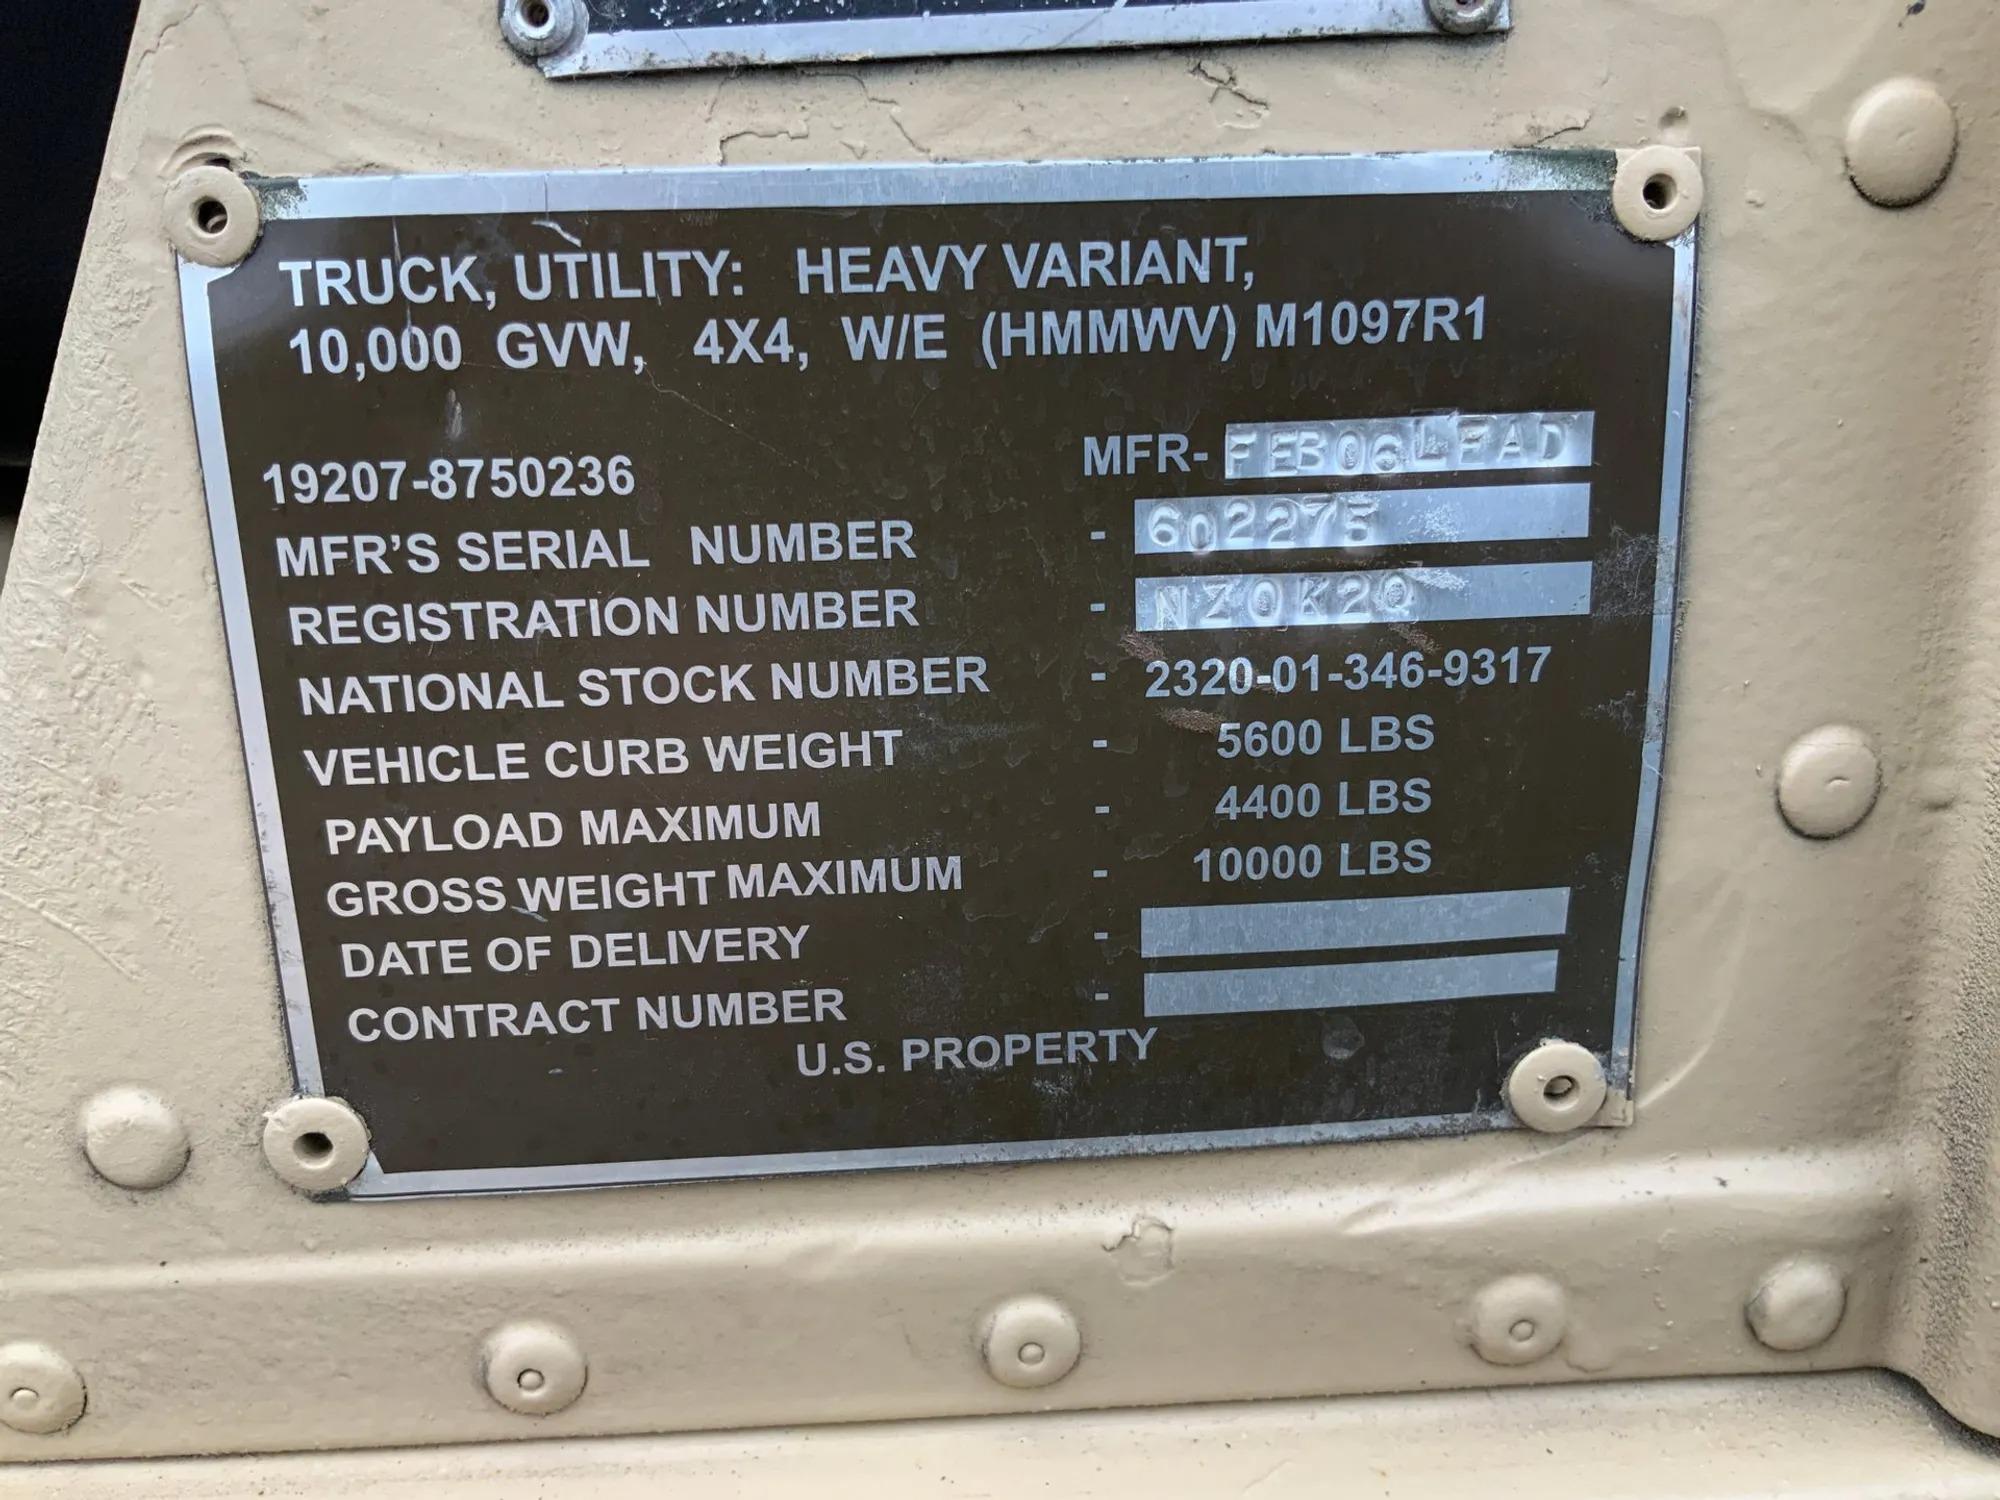 TRUCK, UTILITY: HEAVY VARIANT,
10,000 GVW, 4X4, W/E (HMMWV) M1097R1
19207-8750236 MFR- FEB06LEAD
MFR'S SERIAL NUMBER - 602275
REGISTRATION NUMBER - NZ0K2Q
NATIONAL STOCK NUMBER - 2320-01-346-9317
VEHICLE CURB WEIGHT - 5600 LBS
PAYLOAD MAXIMUM - 4400 LBS
GROSS WEIGHT MAXIMUM - 10000 LBS
DATE OF DELIVERY -
CONTRACT NUMBER -
U.S. PROPERTY